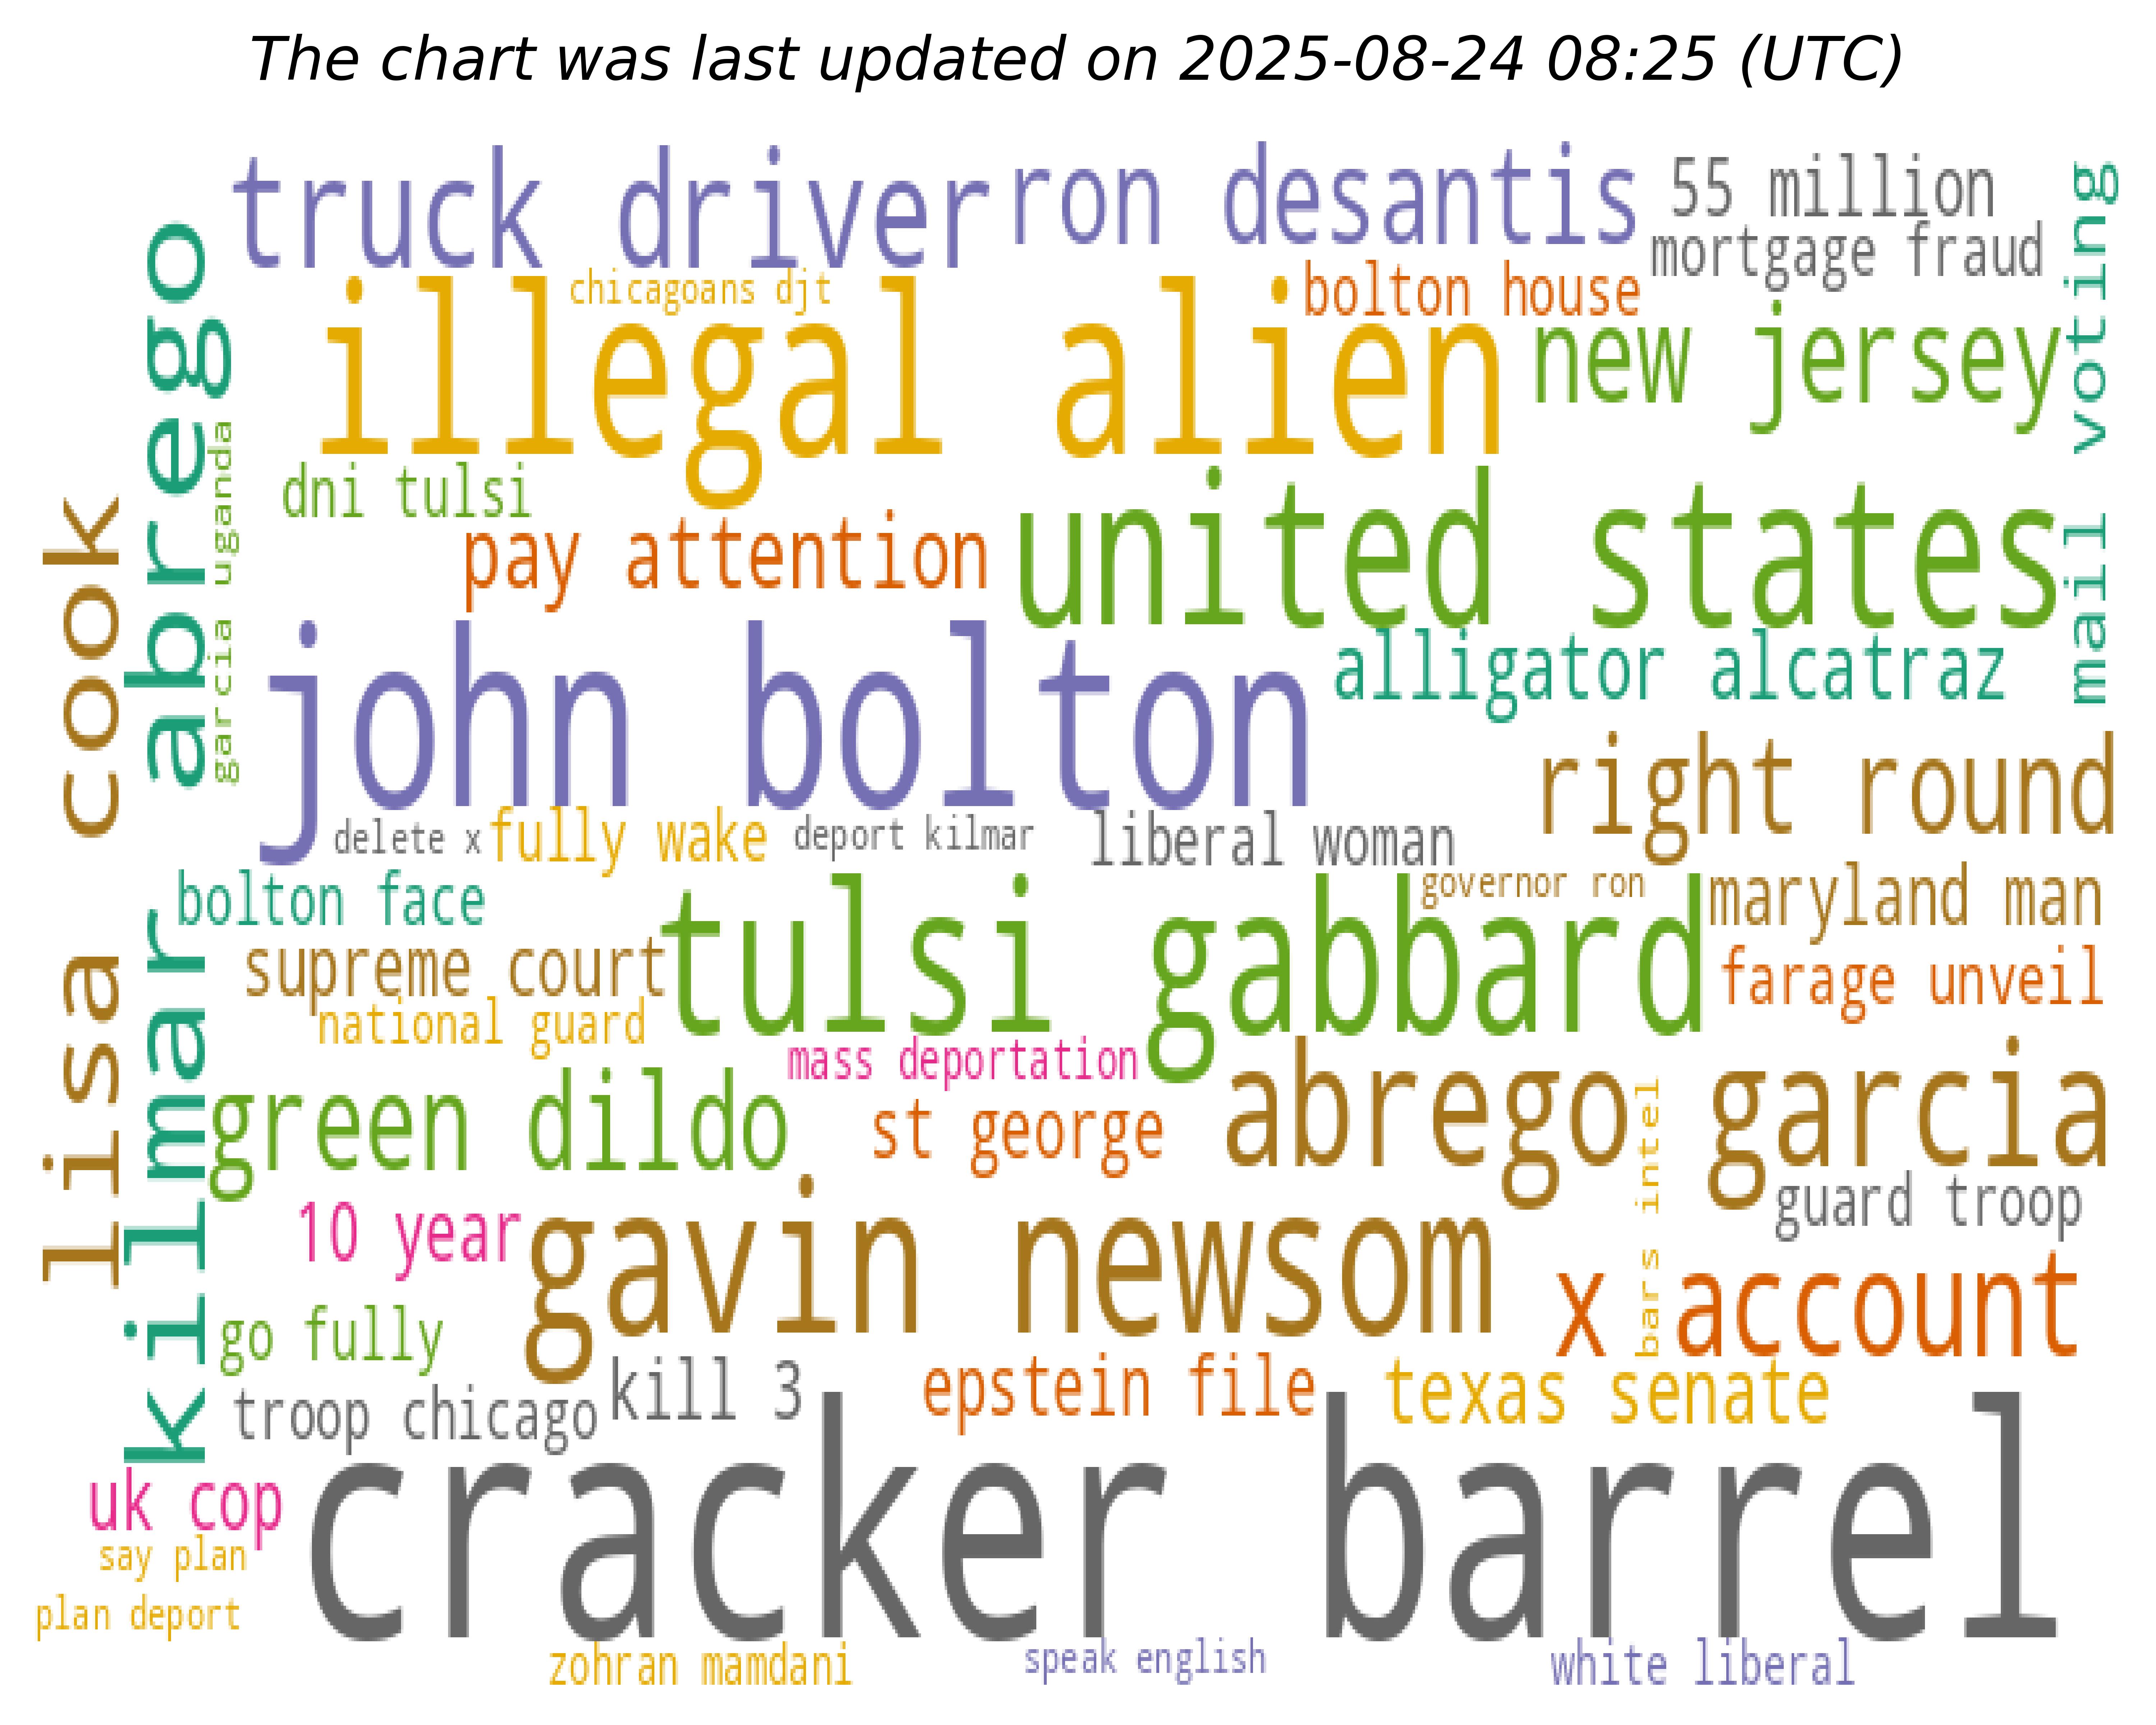 The chart was last updated on 2025-08-24 08:25 (UTC)
truck driver
ron desantis
55 million
mortgage fraud
mail voting
chicagoans djt
bolton house
illegal alien
new jersey
kilmar abrego
garcia uganda
lisa cook
dni tulsi
pay attention
united states
john bolton
alligator alcatraz
right round
delete x
fully wake
deport kilmar
liberal woman
bolton face
governor ron
maryland man
supreme court
tulsi gabbard
farage unveil
national guard
mass deportation
abrego garcia
green dildo
st george
bars intel
guard troop
10 year
gavin newsom
x account
go fully
kill 3
epstein file
texas senate
troop chicago
cracker barrel
uk cop
say plan
plan deport
zohran mamdani
speak english
white liberal